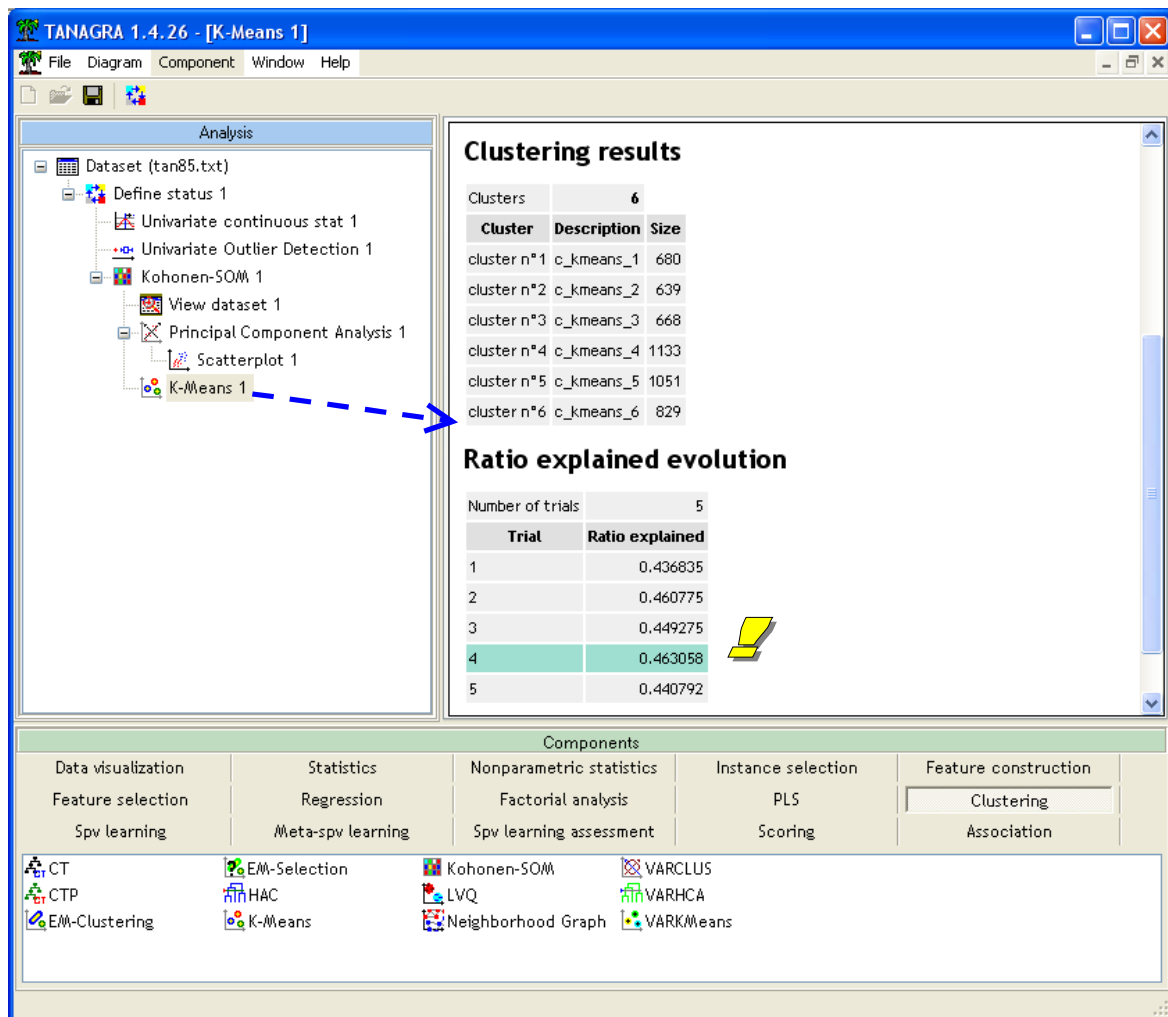 TANAGRA 1.4.26 - [K-Means 1]
File Diagram Component Window Help
Analysis
Dataset (tan85.txt)
Define status 1
Univariate continuous stat 1
Univariate Outlier Detection 1
Kohonen-SOM 1
View dataset 1
Principal Component Analysis 1
Scatterplot 1
K-Means 1
Clustering results
Clusters 6
Cluster Description Size
cluster n°1 c_kmeans_1 680
cluster n°2 c_kmeans_2 639
cluster n°3 c_kmeans_3 668
cluster n°4 c_kmeans_4 1133
cluster n°5 c_kmeans_5 1051
cluster n°6 c_kmeans_6 829
Ratio explained evolution
Number of trials 5
Trial Ratio explained
1 0.436835
2 0.460775
3 0.449275
4 0.463058
5 0.440792
Components
Data visualization Statistics Nonparametric statistics Instance selection Feature construction
Feature selection Regression Factorial analysis PLS Clustering
Spv learning Meta-spv learning Spv learning assessment Scoring Association
CT EM-Selection Kohonen-SOM VARCLUS
CTP HAC LVQ VARHCA
EM-Clustering K-Means Neighborhood Graph VARKMeans